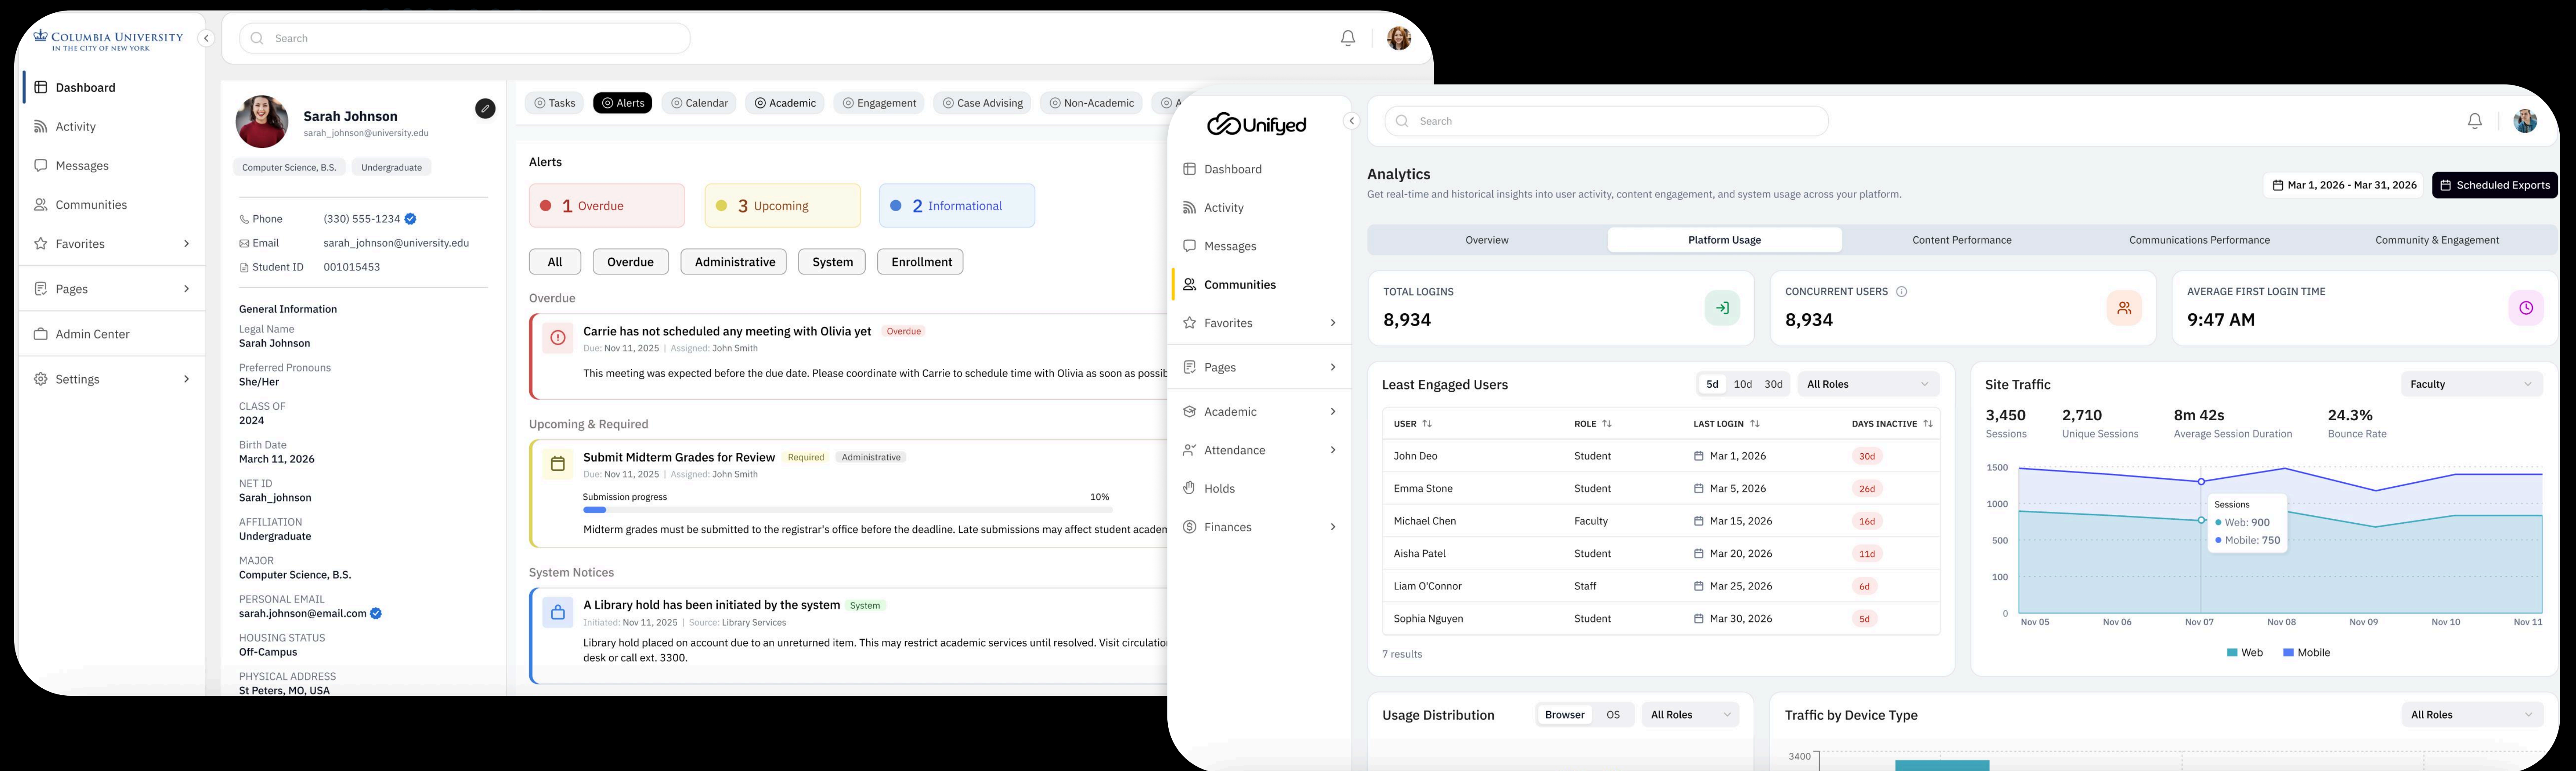 COLUMBIA UNIVERSITY
IN THE CITY OF NEW YORK
Search
Dashboard
Activity
Messages
Communities
Favorites
Pages
Admin Center
Settings
Sarah Johnson
sarah_johnson@university.edu
Computer Science, B.S.
Undergraduate
Phone (330) 555-1234
Email sarah_johnson@university.edu
Student ID 001015453
General Information
Legal Name
Sarah Johnson
Preferred Pronouns
She/Her
CLASS OF
2024
Birth Date
March 11, 2026
NET ID
Sarah_johnson
AFFILIATION
Undergraduate
MAJOR
Computer Science, B.S.
PERSONAL EMAIL
sarah.johnson@email.com
HOUSING STATUS
Off-Campus
PHYSICAL ADDRESS
St Peters, MO, USA
Tasks Alerts Calendar Academic Engagement Case Advising Non-Academic
Alerts
1 Overdue
3 Upcoming
2 Informational
All Overdue Administrative System Enrollment
Overdue
Carrie has not scheduled any meeting with Olivia yet Overdue
Due: Nov 11, 2025 | Assigned: John Smith
This meeting was expected before the due date. Please coordinate with Carrie to schedule time with Olivia as soon as
Upcoming & Required
Submit Midterm Grades for Review Required Administrative
Due: Nov 11, 2025 | Assigned: John Smith
Submission progress 10%
Midterm grades must be submitted to the registrar's office before the deadline. Late submissions may affect student
System Notices
A Library hold has been initiated by the system System
Initiated: Nov 11, 2025 | Source: Library Services
Library hold placed on account due to an unreturned item. This may restrict academic services until resolved. Visit
desk or call ext. 3300.
Unifyed
Search
Dashboard
Activity
Messages
Communities
Favorites
Pages
Academic
Attendance
Holds
Finances
Analytics
Get real-time and historical insights into user activity, content engagement, and system usage across your platform.
Mar 1, 2026 - Mar 31, 2026
Scheduled Exports
Overview Platform Usage Content Performance Communications Performance Community & Engagement
TOTAL LOGINS
8,934
CONCURRENT USERS
8,934
AVERAGE FIRST LOGIN TIME
9:47 AM
Least Engaged Users
5d 10d 30d
All Roles
USER ROLE LAST LOGIN DAYS INACTIVE
John Deo Student Mar 1, 2026 30d
Emma Stone Student Mar 5, 2026 26d
Michael Chen Faculty Mar 15, 2026 16d
Aisha Patel Student Mar 20, 2026 11d
Liam O'Connor Staff Mar 25, 2026 6d
Sophia Nguyen Student Mar 30, 2026 5d
7 results
Site Traffic
Faculty
3,450 2,710 8m 42s 24.3%
Sessions Unique Sessions Average Session Duration Bounce Rate
1500
1000
500
100
0
Sessions
Web: 900
Mobile: 750
Nov 05 Nov 06 Nov 07 Nov 08 Nov 09 Nov 10 Nov 11
Web Mobile
Usage Distribution
Browser OS
All Roles
Traffic by Device Type
All Roles
3400